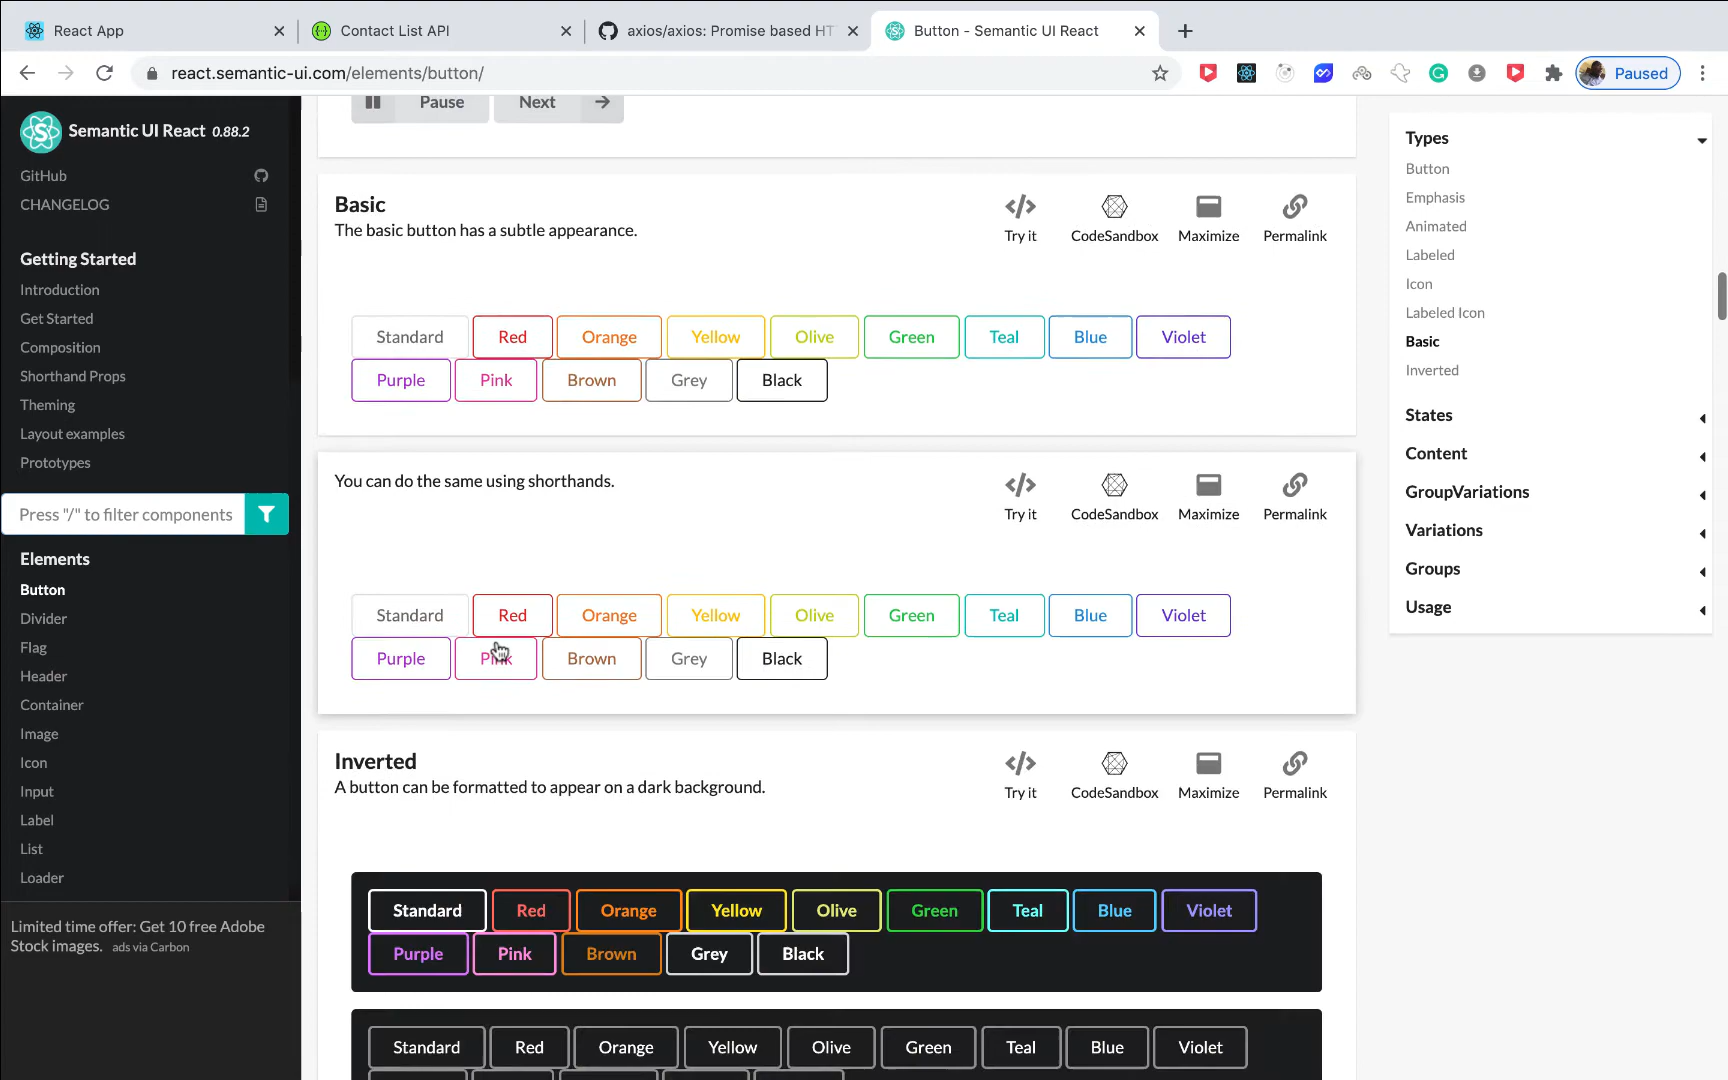 React App
Contact List API
axios/axios: Promise based HT
Button - Semantic UI React
react.semantic-ui.com/elements/button/
Paused
Semantic UI React 0.88.2
GitHub
CHANGELOG
Getting Started
Introduction
Get Started
Composition
Shorthand Props
Theming
Layout examples
Prototypes
Press "/" to filter components
Elements
Button
Divider
Flag
Header
Container
Image
Icon
Input
Label
List
Loader
Limited time offer: Get 10 free Adobe
Stock images. ads via Carbon
Pause Next
Basic
The basic button has a subtle appearance.
Try it CodeSandbox Maximize Permalink
Standard Red Orange Yellow Olive Green Teal Blue Violet
Purple Pink Brown Grey Black
You can do the same using shorthands.
Try it CodeSandbox Maximize Permalink
Standard Red Orange Yellow Olive Green Teal Blue Violet
Purple Pink Brown Grey Black
Inverted
A button can be formatted to appear on a dark background.
Try it CodeSandbox Maximize Permalink
Standard Red Orange Yellow Olive Green Teal Blue Violet
Purple Pink Brown Grey Black
Standard Red Orange Yellow Olive Green Teal Blue Violet
Types
Button
Emphasis
Animated
Labeled
Icon
Labeled Icon
Basic
Inverted
States
Content
GroupVariations
Variations
Groups
Usage